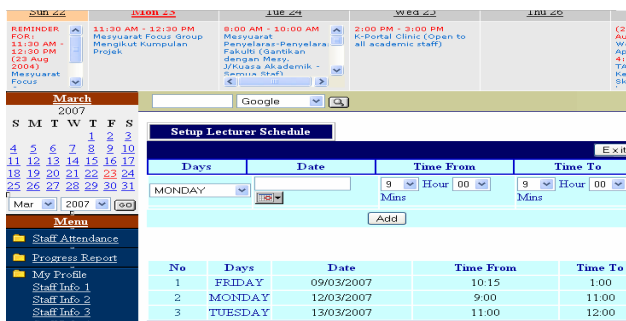 Sun 22 Mon 23 Tue 24 Wed 25 Thu 26
REMINDER FOR:
11:30 AM -
12:30 PM
(23 Aug
2004)
Mesyuarat
Focus
11:30 AM - 12:30 PM
Mesyuarat Focus Group
Mengikut Kumpulan
Projek
8:00 AM - 10:00 AM
Mesyuarat
Penyelaras-Penyelara
Fakulti (Gantikan
dengan Mesy.
J/Kuasa Akademik -
Semua Staf)
2:00 PM - 3:00 PM
K-Portal Clinic (Open to
all academic staff)
March
2007
S M T W T F S
1 2 3
4 5 6 7 8 9 10
11 12 13 14 15 16 17
18 19 20 21 22 23 24
25 26 27 28 29 30 31
Mar 2007 GO
Menu
Staff Attendance
Progress Report
My Profile
Staff Info 1
Staff Info 2
Staff Info 3
Google
Setup Lecturer Schedule
Exit
Days Date Time From Time To
MONDAY 9 Hour 00 9 Hour 00
Mins Mins
Add
No Days Date Time From Time To
1 FRIDAY 09/03/2007 10:15 1:00
2 MONDAY 12/03/2007 9:00 11:00
3 TUESDAY 13/03/2007 11:00 12:00